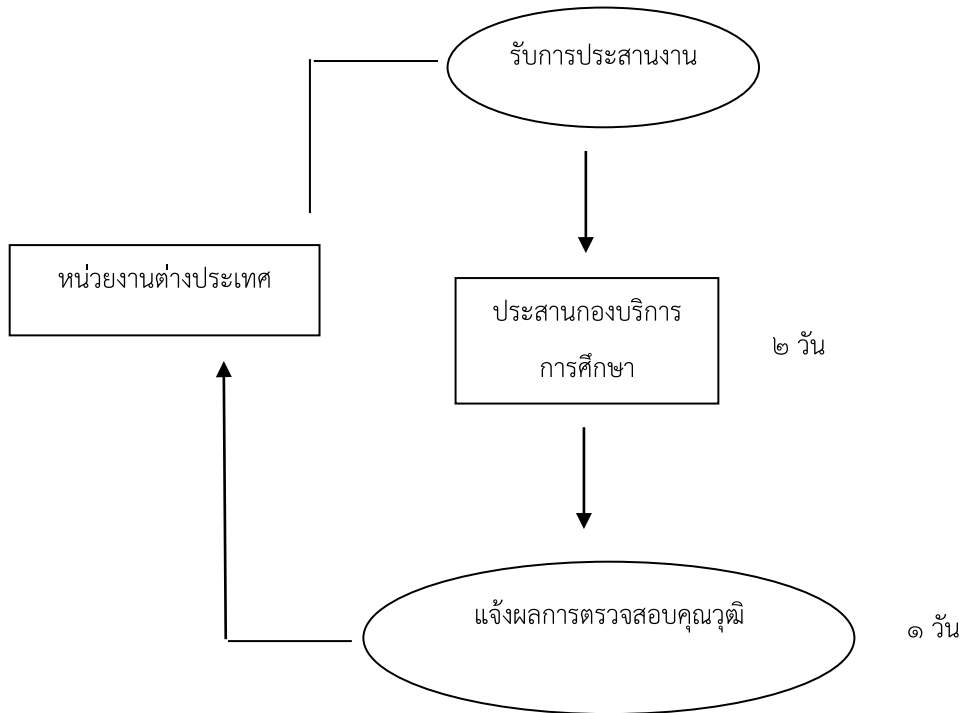 รับการประสานงาน
หน่วยงานต่างประเทศ
ประสานกองบริการ
การศึกษา
๒ วัน
แจ้งผลการตรวจสอบคุณวุฒิ
๑ วัน